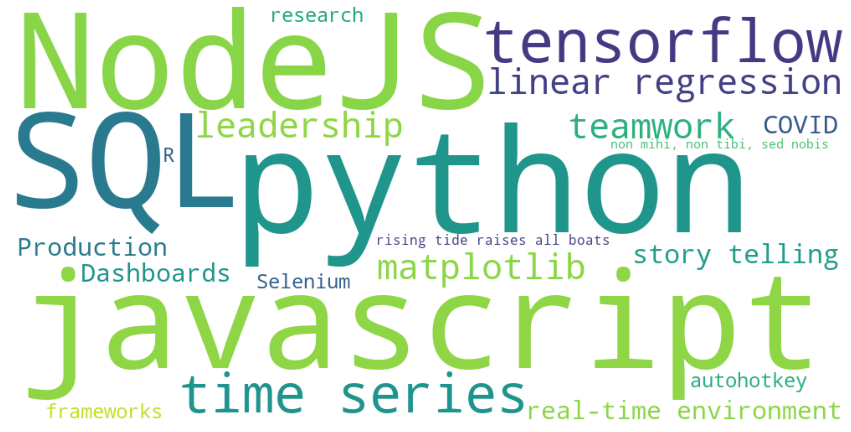 research
NodeJS
tensorflow
linear regression
SQL
R
leadership
teamwork
COVID
non mihi, non tibi, sed nobis
python
Production
rising tide raises all boats
story telling
Dashboards
Selenium
matplotlib
javascript
time series
autohotkey
frameworks
real-time environment